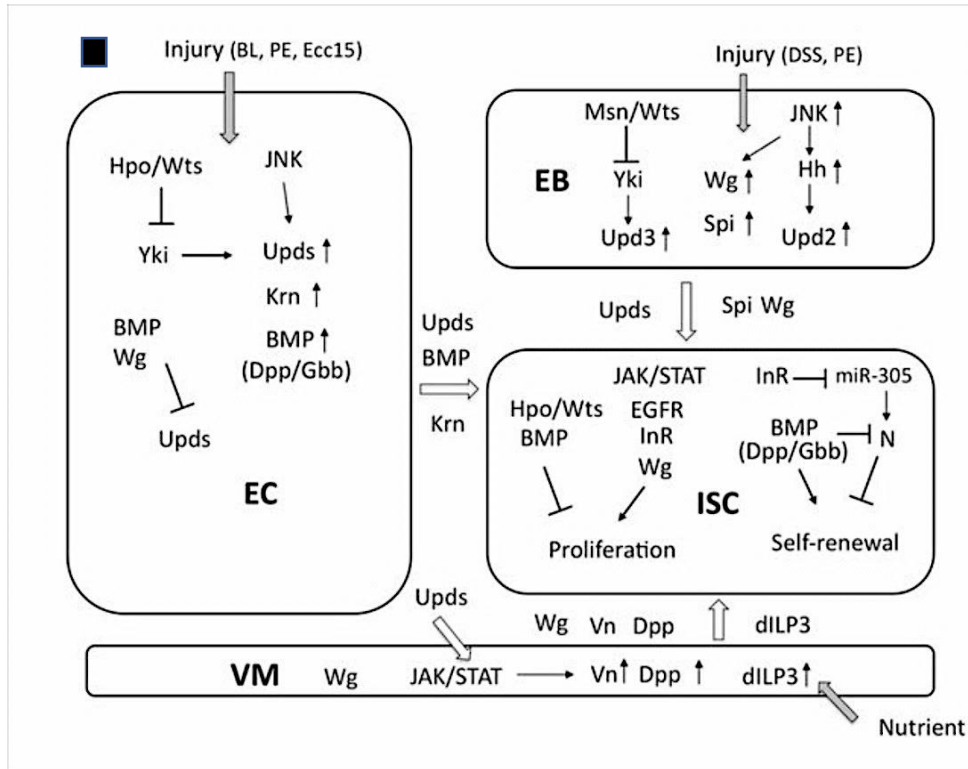 Injury (BL, PE, Ecc15)
Hpo/Wts
JNK
Yki
Upds
Krn
BMP
(Dpp/Gbb)
BMP
Wg
Upds
EC
Upds
BMP
Krn
Injury (DSS, PE)
Msn/Wts
JNK
EB
Yki
Wg
Hh
Spi
Upd3
Upd2
Upds
Spi Wg
JAK/STAT
EGFR
InR
Wg
Hpo/Wts
BMP
Proliferation
ISC
InR
miR-305
BMP
(Dpp/Gbb)
N
Self-renewal
Upds
Wg Vn Dpp dILP3
VM Wg JAK/STAT Vn Dpp dILP3
Nutrient